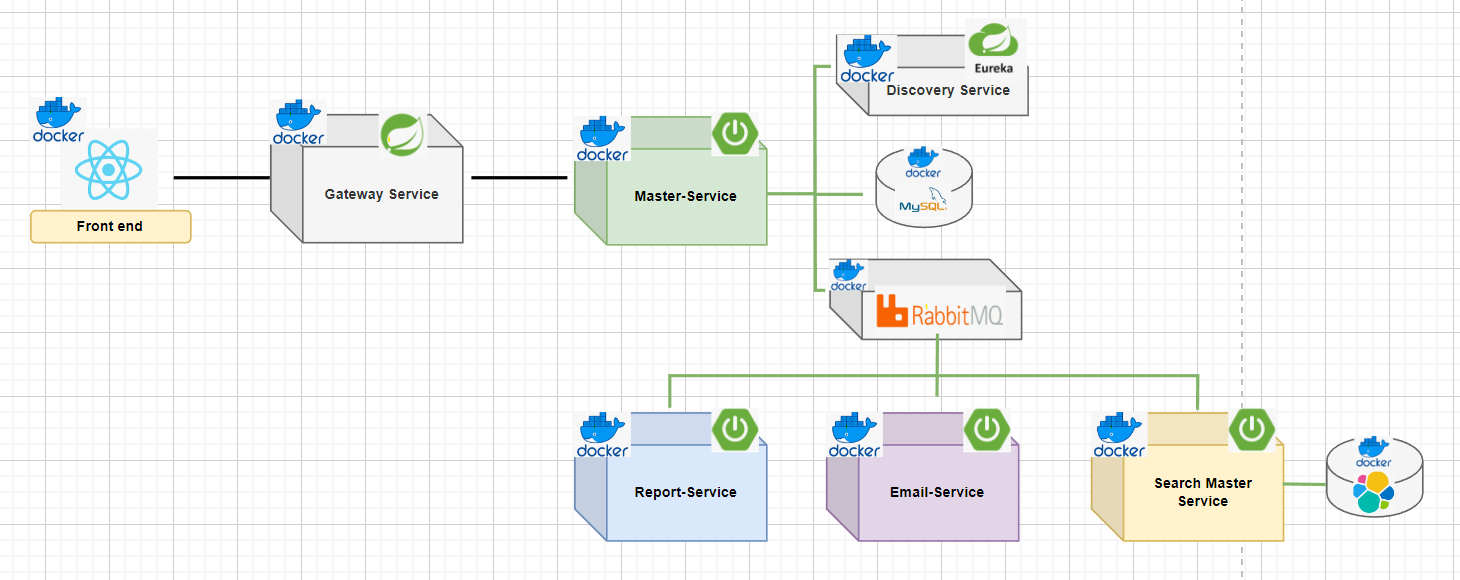 docker
Front end
docker
Gateway Service
docker
Master-Service
docker
Eureka
Discovery Service
docker
MySQL
docker
RabbitMQ
docker
Report-Service
docker
Email-Service
docker
Search Master
Service
docker